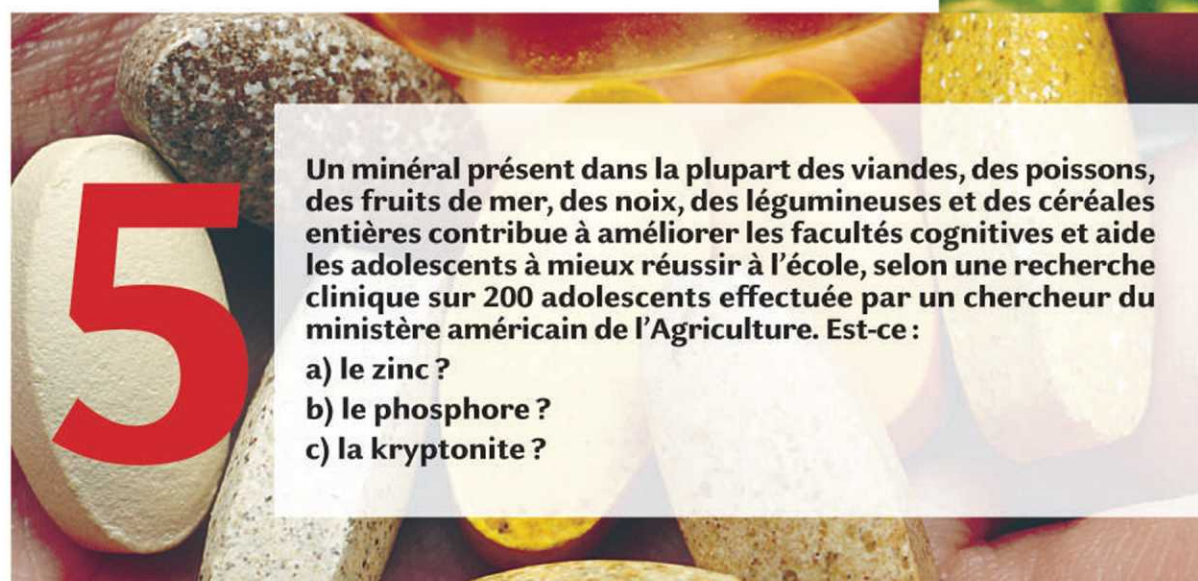 5
Un minéral présent dans la plupart des viandes, des poissons,
des fruits de mer, des noix, des légumineuses et des céréales
entières contribue à améliorer les facultés cognitives et aide
les adolescents à mieux réussir à l’école, selon une recherche
clinique sur 200 adolescents effectuée par un chercheur du
ministère américain de l’Agriculture. Est-ce :
a) le zinc ?
b) le phosphore ?
c) la kryptonite ?